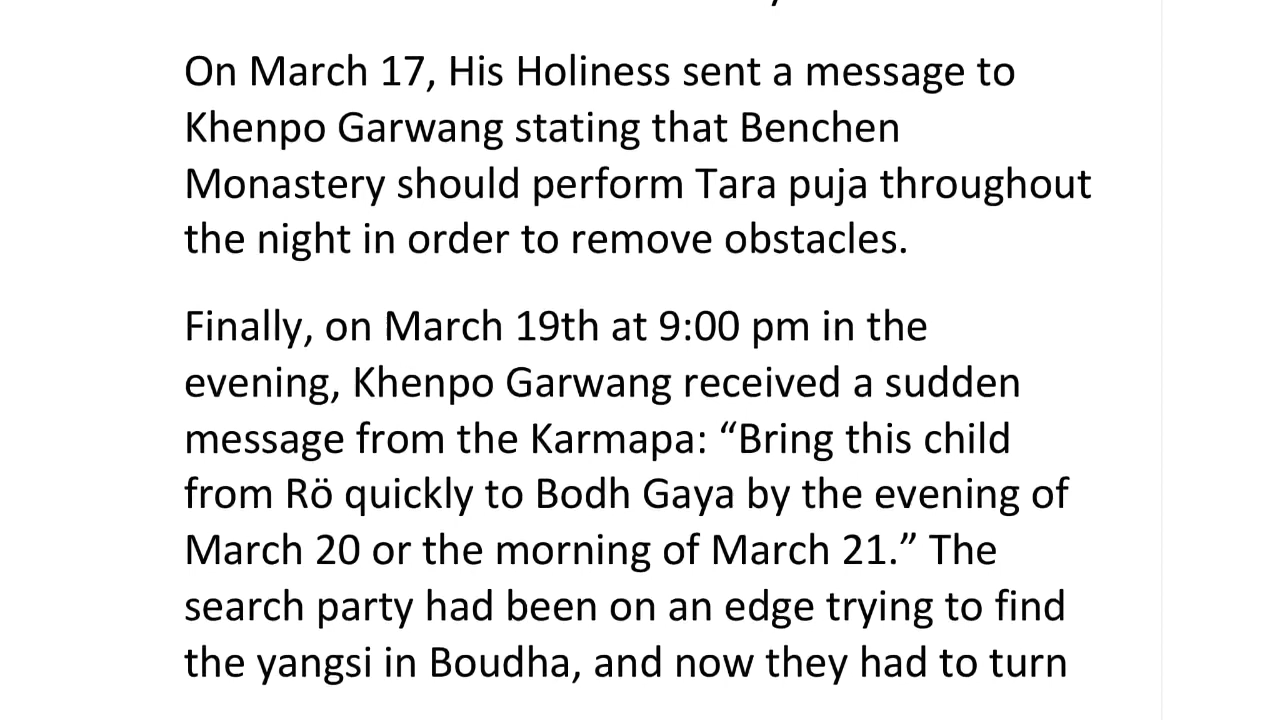 On March 17, His Holiness sent a message to
Khenpo Garwang stating that Benchen
Monastery should perform Tara puja throughout
the night in order to remove obstacles.
Finally, on March 19th at 9:00 pm in the
evening, Khenpo Garwang received a sudden
message from the Karmapa: “Bring this child
from Rö quickly to Bodh Gaya by the evening of
March 20 or the morning of March 21.” The
search party had been on an edge trying to find
the yangsi in Boudha, and now they had to turn